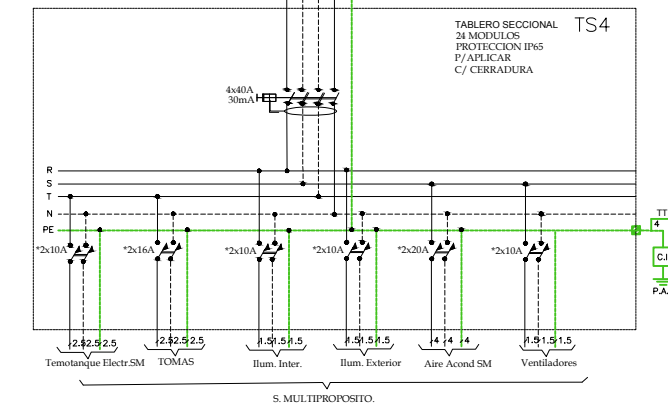 TABLERO SECCIONAL TS4
24 MODULOS
PROTECCION IP65
P/APLICAR
C/ CERRADURA
4x40A
30mA
R
S
T
N
PE
TT
4
C.I
P.A
*2x10A *2x16A *2x10A *2x10A *2x20A *2x10A
2.5 2.5 2.5 2.5 2.5 2.5 1.5 1.5 1.5 1.5 1.5 1.5 4 4 4 1.5 1.5 1.5
Temotanque Electr.SM TOMAS Ilum. Inter. Ilum. Exterior Aire Acond SM Ventiladores
S. MULTIPROPOSITO.